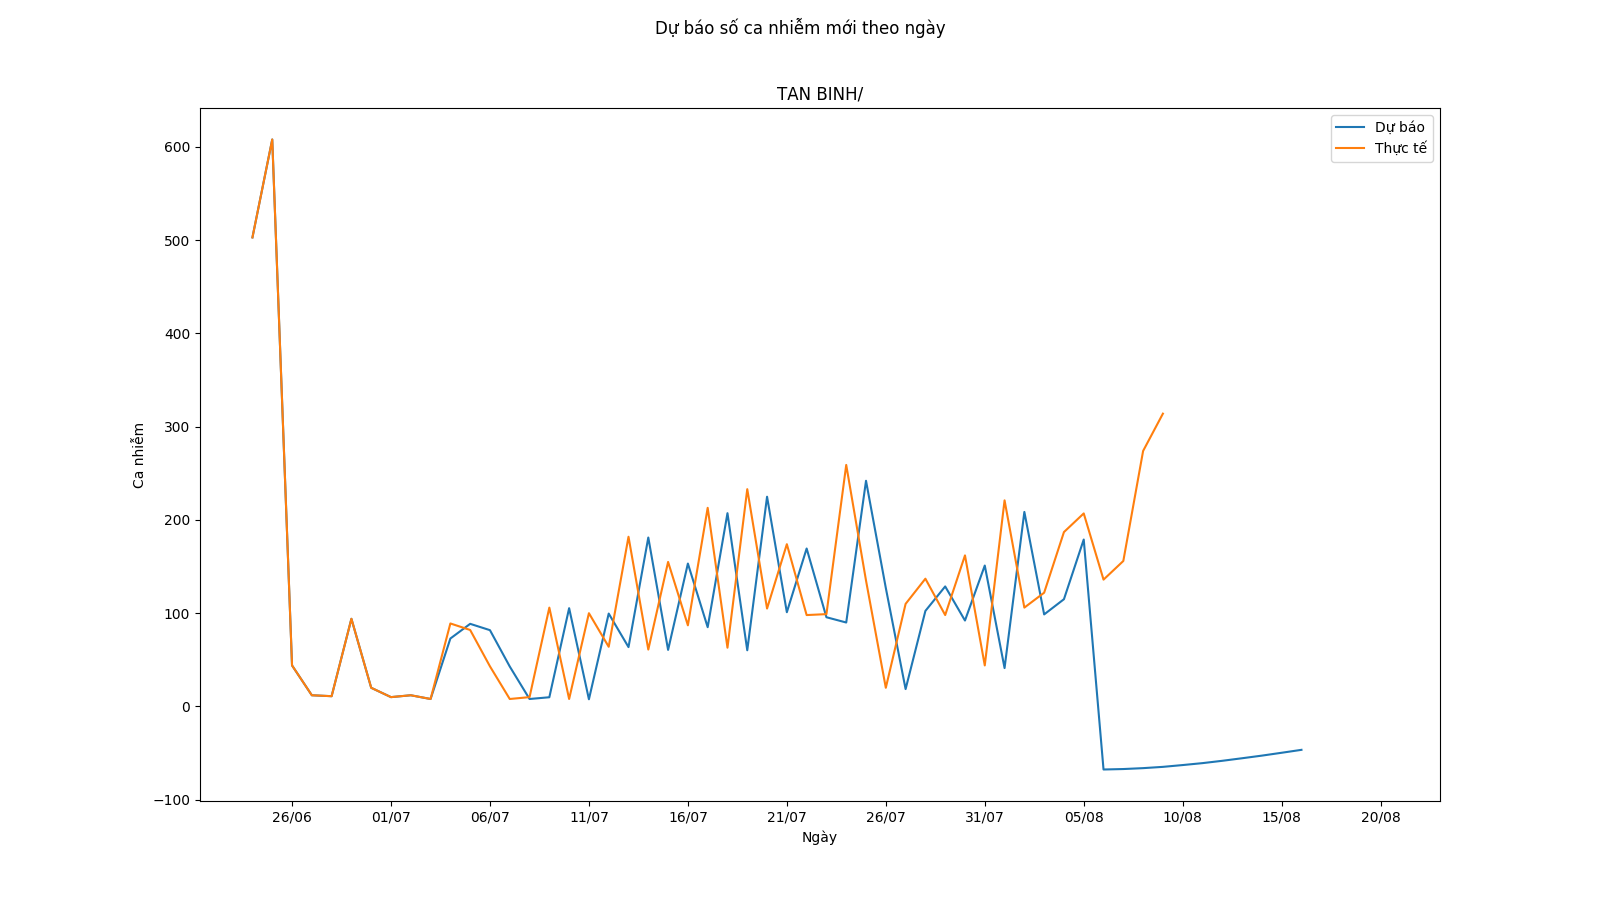 Dự báo số ca nhiễm mới theo ngày
TAN BINH/
Dự báo
Thực tế
600
500
400
300
200
100
0
−100
Ca nhiễm
26/06 01/07 06/07 11/07 16/07 21/07 26/07 31/07 05/08 10/08 15/08 20/08
Ngày